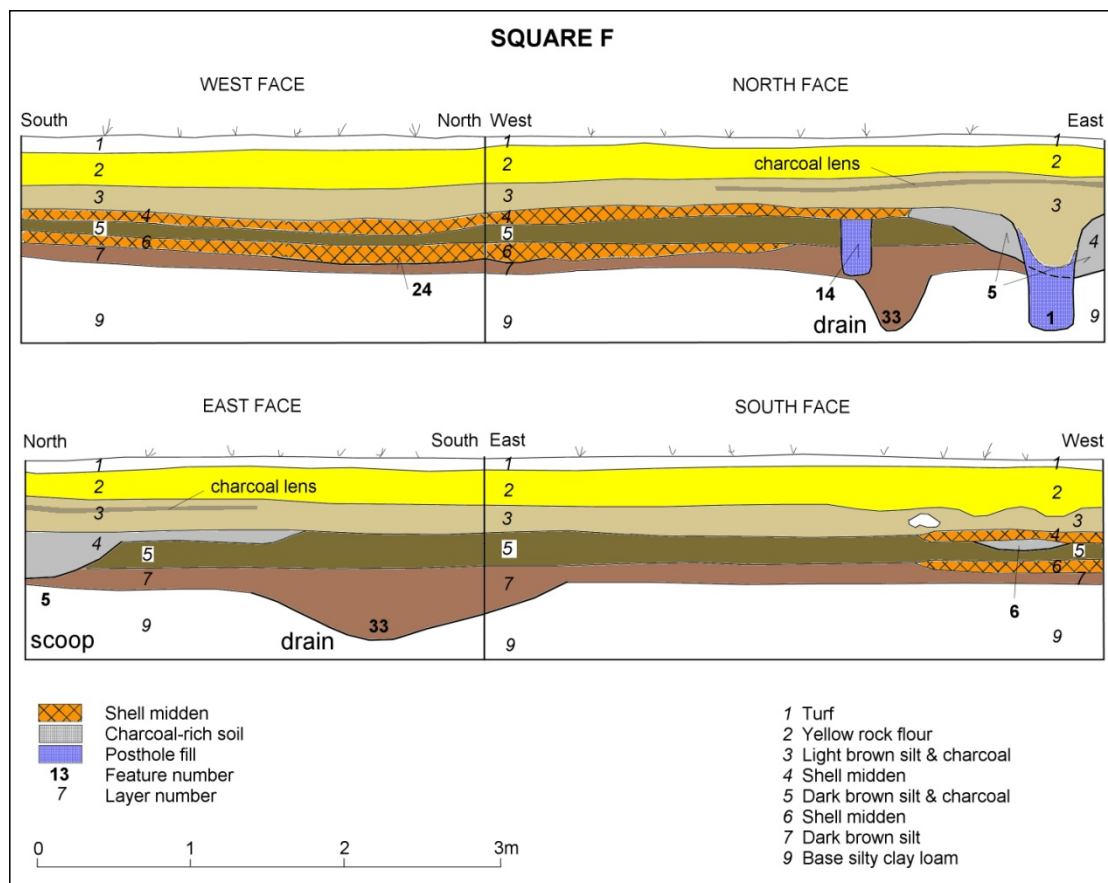 SQUARE F
WEST FACE
NORTH FACE
South
North
West
East
1
1
1
2
2
2
charcoal lens
3
3
3
4
4
4
5
5
6
6
7
7
24
14
5
1
9
9
drain
33
9
EAST FACE
SOUTH FACE
North
South
East
West
1
1
1
2
2
2
charcoal lens
3
3
3
4
4
5
5
5
6
7
7
7
5
6
scoop
9
drain
33
9
9
Shell midden
Charcoal-rich soil
Posthole fill
13 Feature number
7 Layer number
0 1 2 3m
1 Turf
2 Yellow rock flour
3 Light brown silt & charcoal
4 Shell midden
5 Dark brown silt & charcoal
6 Shell midden
7 Dark brown silt
9 Base silty clay loam